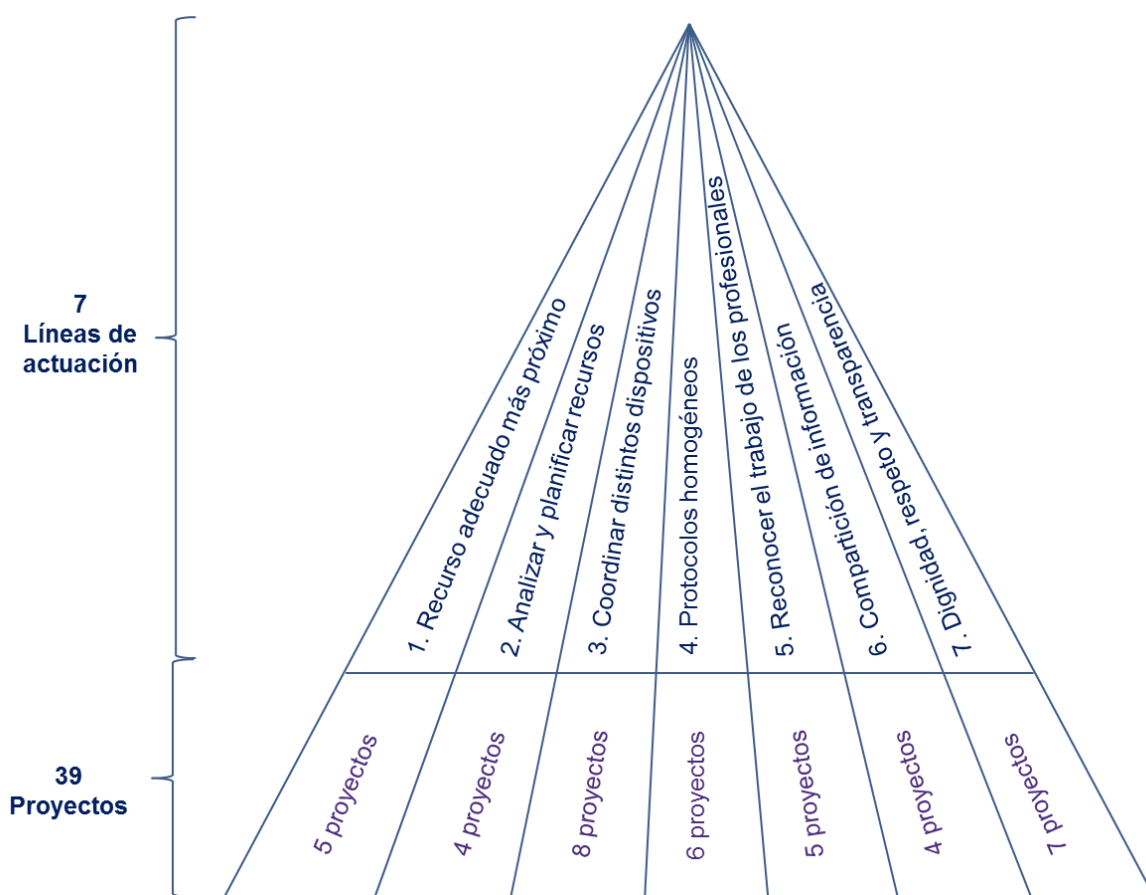 7
Líneas de
actuación
1. Recurso adecuado más próximo
2. Analizar y planificar recursos
3. Coordinar distintos dispositivos
4. Protocolos homogéneos
5. Reconocer el trabajo de los profesionales
6. Compartición de información
7. Dignidad, respeto y transparencia
39
Proyectos
5 proyectos
4 proyectos
8 proyectos
6 proyectos
5 proyectos
4 proyectos
7 proyectos